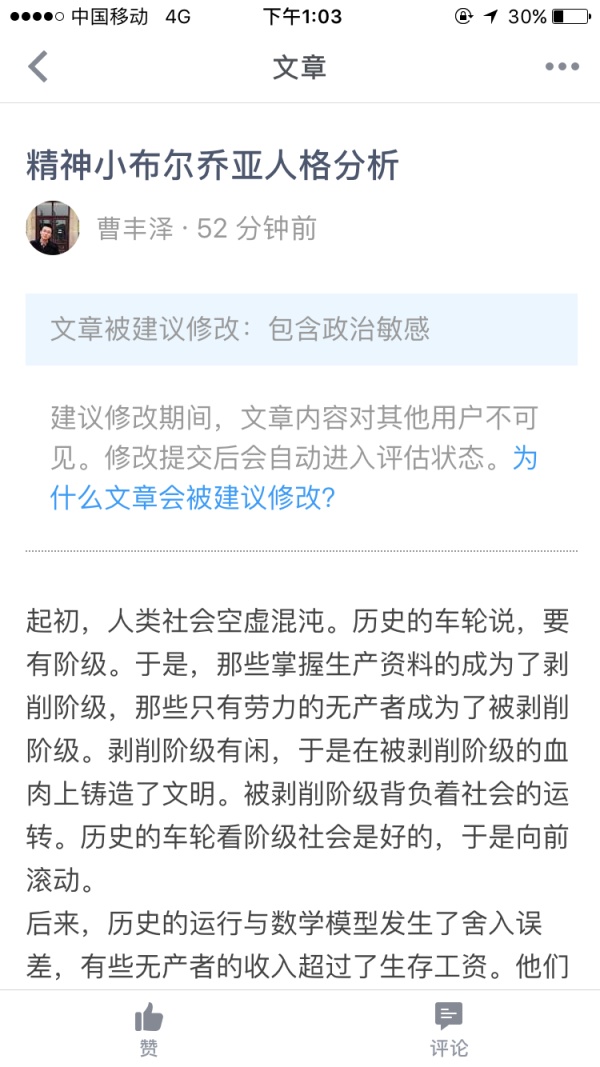 中国移动 4G 下午1:03 30%
文章
精神小布尔乔亚人格分析
曹丰泽 · 52 分钟前
文章被建议修改：包含政治敏感
建议修改期间，文章内容对其他用户不可
见。修改提交后会自动进入评估状态。为
什么文章会被建议修改?
起初，人类社会空虚混沌。历史的车轮说，要
有阶级。于是，那些掌握生产资料的成为了剥
削阶级，那些只有劳力的无产者成为了被剥削
阶级。剥削阶级有闲，于是在被剥削阶级的血
肉上铸造了文明。被剥削阶级背负着社会的运
转。历史的车轮看阶级社会是好的，于是向前
滚动。
后来，历史的运行与数学模型发生了舍入误
差，有些无产者的收入超过了生存工资。他们
赞 评论